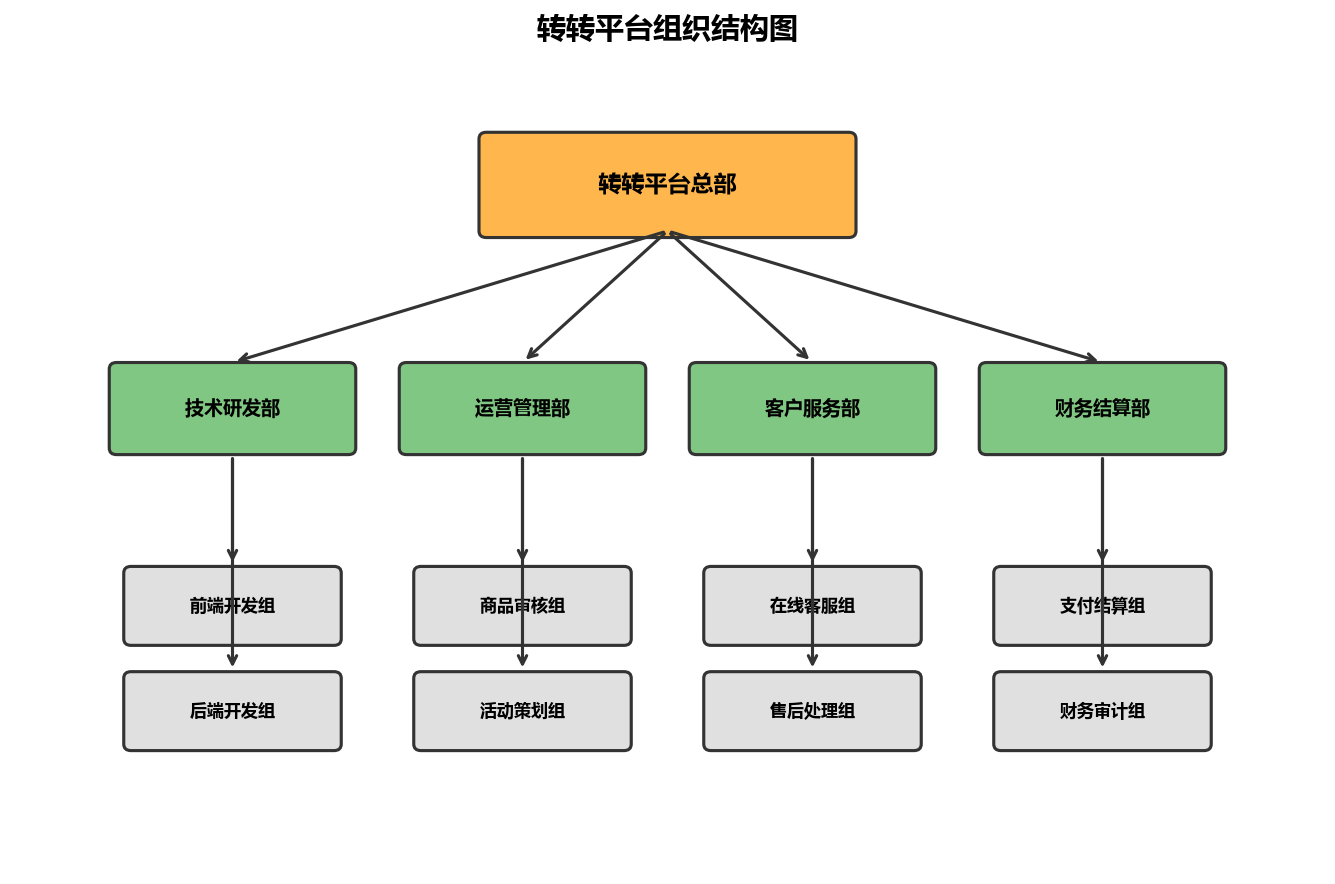 转转平台组织结构图
转转平台总部
技术研发部
运营管理部
客户服务部
财务结算部
前端开发组
商品审核组
在线客服组
支付结算组
后端开发组
活动策划组
售后处理组
财务审计组